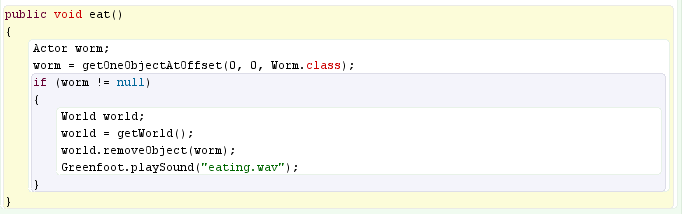 public void eat()
{
Actor worm;
worm = getOneObjectAtOffset(0, 0, Worm.class);
if (worm != null)
{
World world;
world = getWorld();
world.removeObject(worm);
Greenfoot.playSound("eating.wav");
}
}